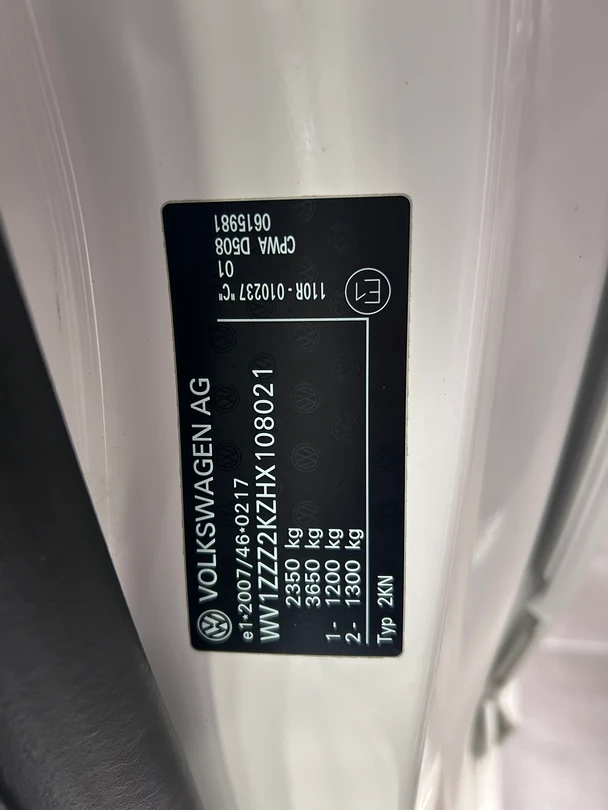 VOLKSWAGEN AG
e1*2007/46*0217
WV1ZZZ2KZHX108021
2350 kg
3650 kg
1- 1200 kg
2- 1300 kg
Typ 2KN
E1
110R-010237 "C"
01
CPWA D508
0615981